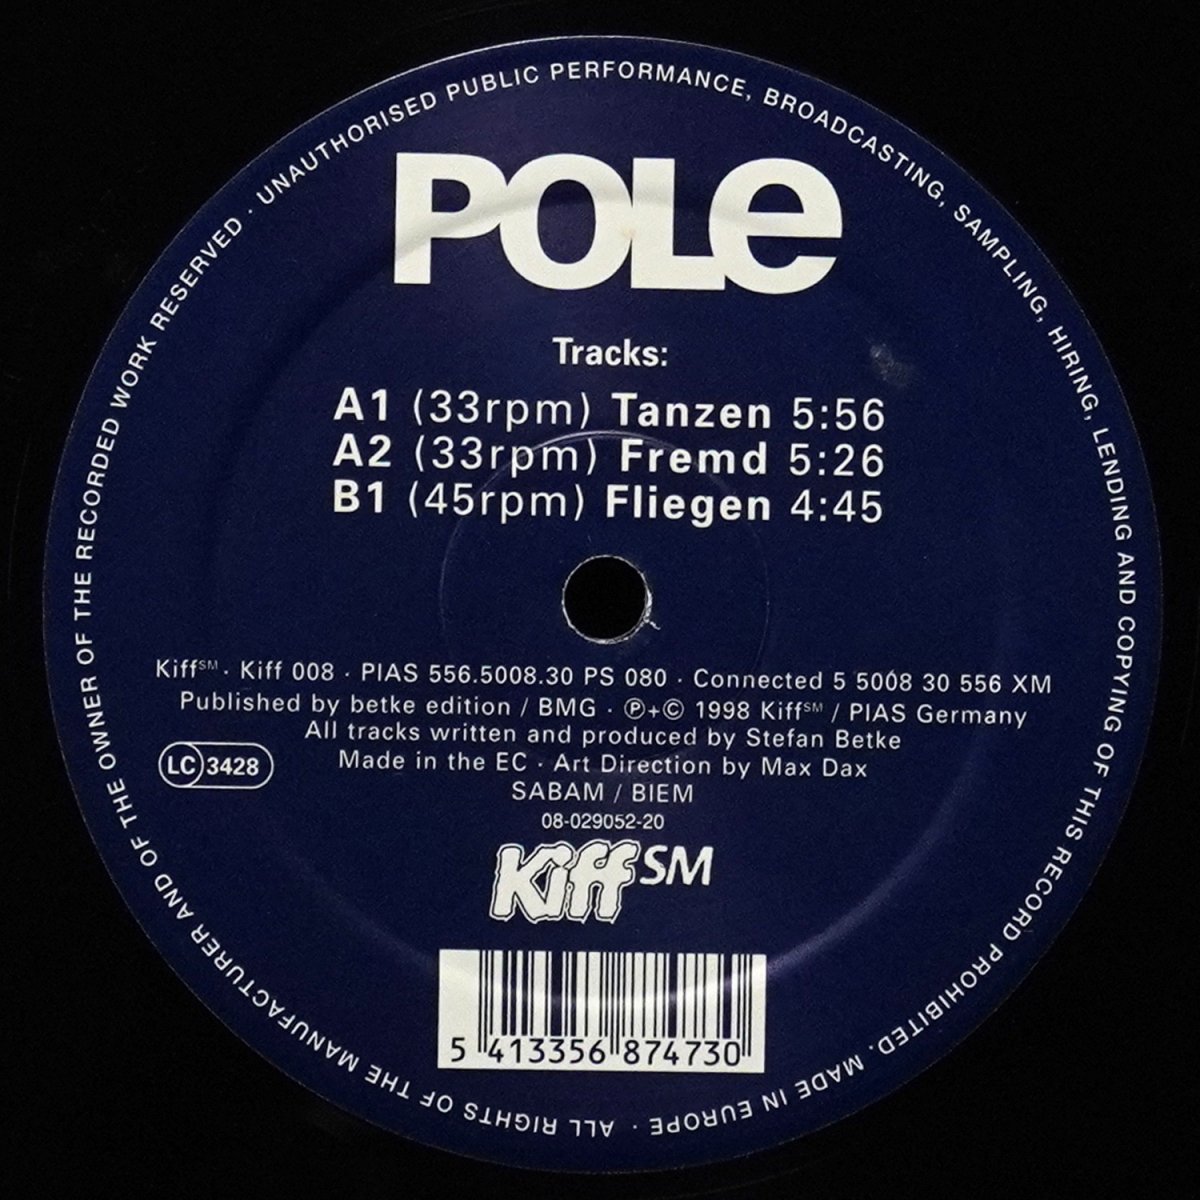 UNAUTHORISED PUBLIC PERFORMANCE, BROADCASTING, SAMPLING, HIRING, LENDING AND COPYING OF THIS RECORD PROHIBITED. MADE IN EUROPE · ALL RIGHTS OF THE MANUFACTURER AND OF THE OWNER OF THE RECORDED WORK RESERVED ·
POLe
Tracks:
A1 (33rpm) Tanzen 5:56
A2 (33rpm) Fremd 5:26
B1 (45rpm) Fliegen 4:45
Kiff℠ · Kiff 008 · PIAS 556.5008.30 PS 080 · Connected 5 5008 30 556 XM
Published by betke edition / BMG · ℗+© 1998 Kiff℠ / PIAS Germany
All tracks written and produced by Stefan Betke
Made in the EC · Art Direction by Max Dax
LC 3428
SABAM / BIEM
08-029052-20
Kiff SM
5 413356 874730